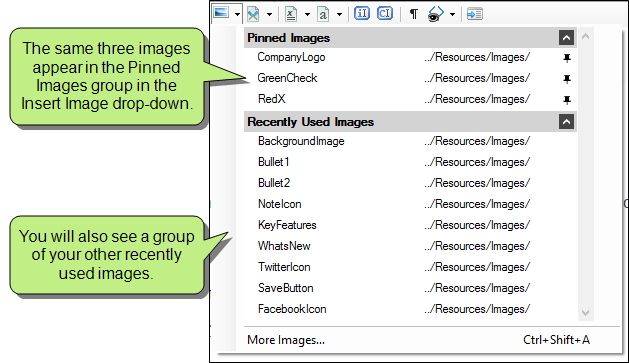 The same three images
appear in the Pinned
Images group in the
Insert Image drop-down.
You will also see a group
of your other recently
used images.
Pinned Images
CompanyLogo ../Resources/Images/
GreenCheck ../Resources/Images/
RedX ../Resources/Images/
Recently Used Images
BackgroundImage ../Resources/Images/
Bullet1 ../Resources/Images/
Bullet2 ../Resources/Images/
NoteIcon ../Resources/Images/
KeyFeatures ../Resources/Images/
WhatsNew ../Resources/Images/
TwitterIcon ../Resources/Images/
SaveButton ../Resources/Images/
FacebookIcon ../Resources/Images/
More Images... Ctrl+Shift+A